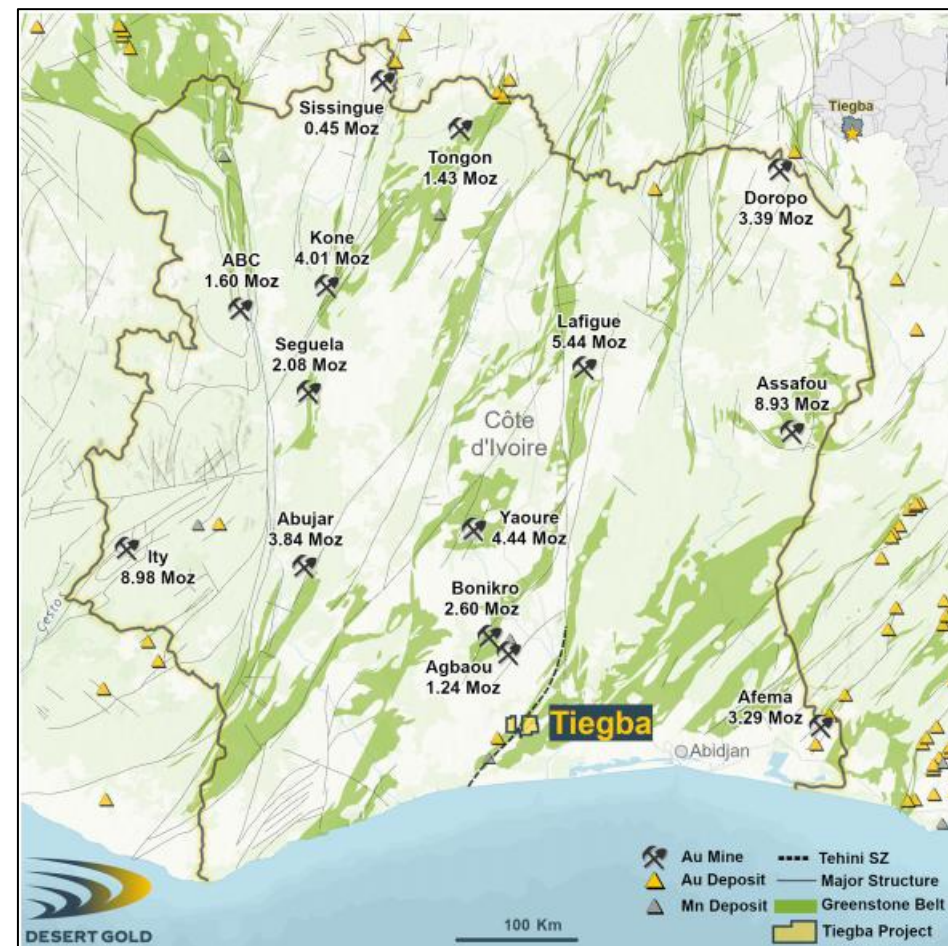 Tiegba
Sissingue
0.45 Moz
Tongon
1.43 Moz
Doropo
3.39 Moz
Kone
4.01 Moz
ABC
1.60 Moz
Lafigue
5.44 Moz
Seguela
2.08 Moz
Assafou
8.93 Moz
Côte
d'Ivoire
Abujar
3.84 Moz
Yaoure
4.44 Moz
Ity
8.98 Moz
Cestos
Bonikro
2.60 Moz
Agbaou
1.24 Moz
Tiegba
Afema
3.29 Moz
Abidjan
Au Mine
Tehini SZ
Au Deposit
Major Structure
Mn Deposit
Greenstone Belt
Tiegba Project
100 Km
DESERT GOLD